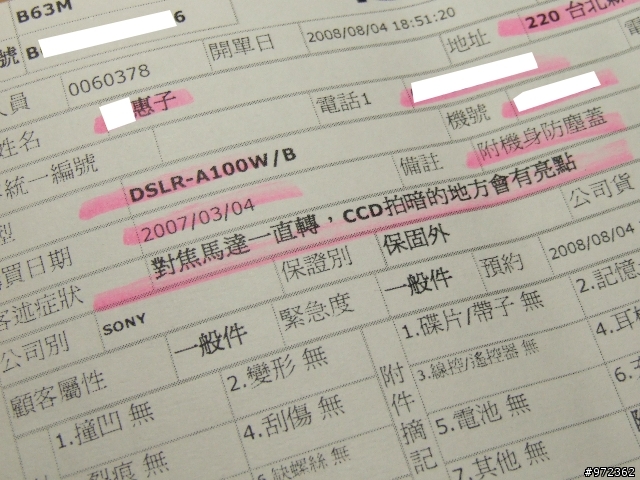 B63M
號 B 6 開單日 2008/08/04 18:51:20 220 台北
人員 0060378 地址
姓名 惠子 電話1
統一編號 機號
型 DSLR-A100W/B 備註 附機身防塵蓋
買日期 2007/03/04
客述症狀 對焦馬達一直轉，CCD拍暗的地方會有亮點
公司別 SONY 保證別 保固外 公司貨
顧客屬性 一般件 緊急度 一般件 預約 2008/08/04
1.撞凹 無 2.變形 無 附件摘記 1.碟片/帶子 無 2.記憶
裂痕 無 4.刮傷 無 3.線控/遙控器 無 4.耳
缺螺絲 無 5.電池 無
7.其他 無
#972362